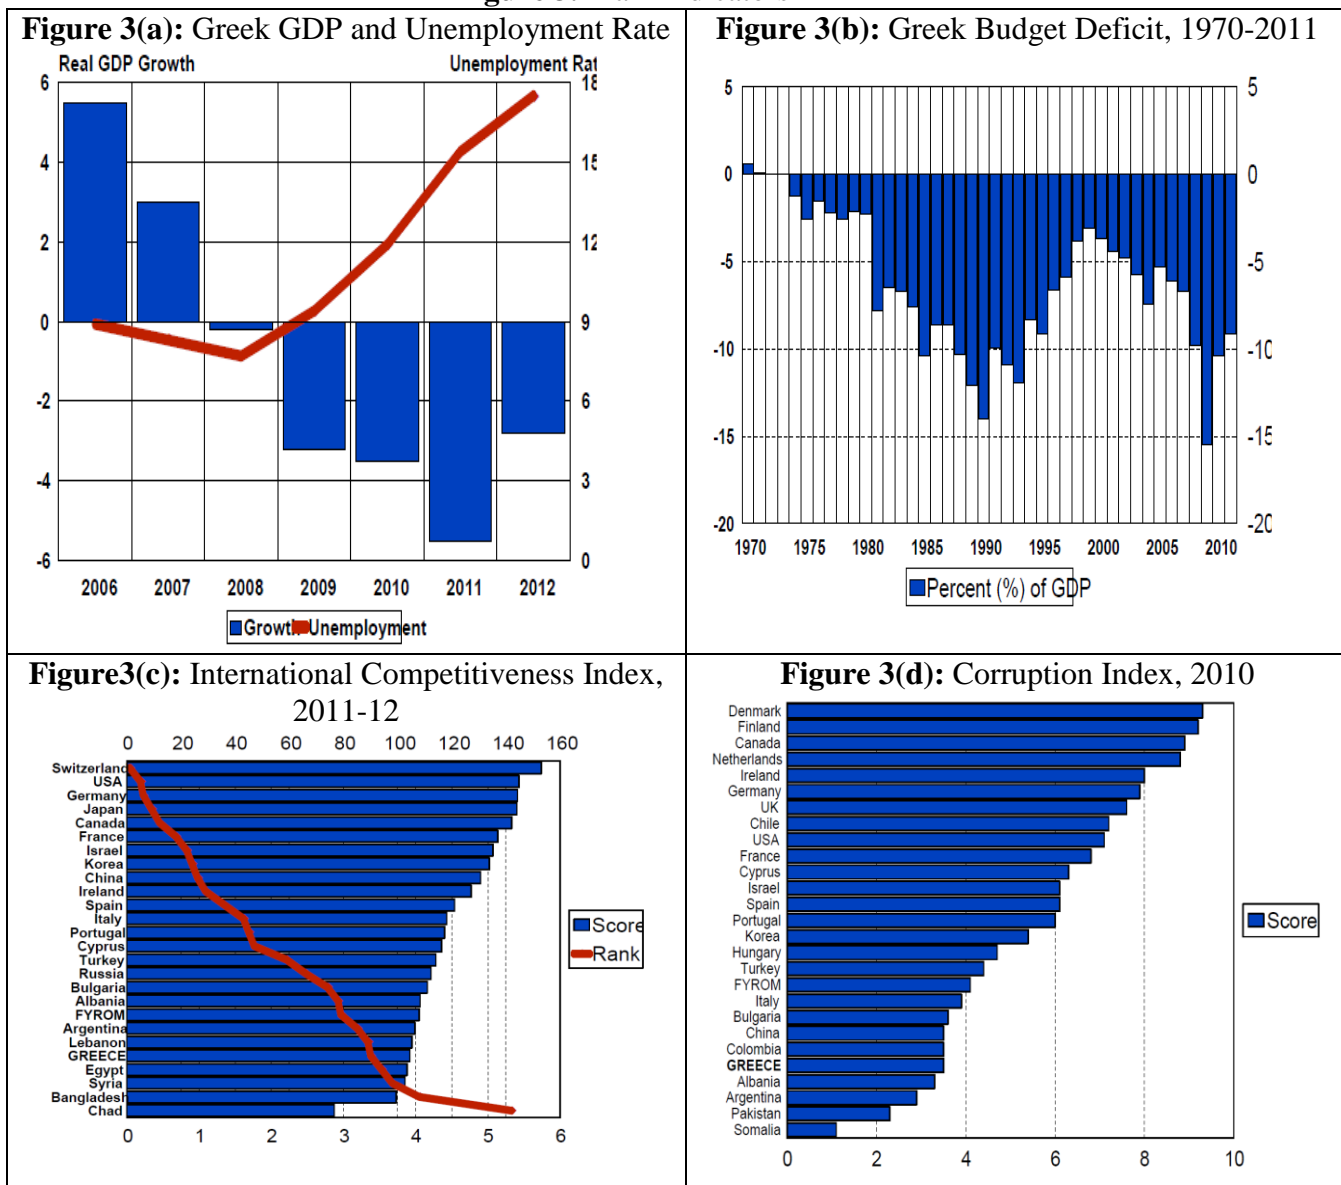 Figure 3(a): Greek GDP and Unemployment Rate
Real GDP Growth
Unemployment Rat
6
4
2
0
-2
-4
-6
18
15
12
9
6
3
0
2006 2007 2008 2009 2010 2011 2012
Growth Unemployment
Figure 3(b): Greek Budget Deficit, 1970-2011
5
0
-5
-10
-15
-20
5
0
-5
-10
-15
-20
1970 1975 1980 1985 1990 1995 2000 2005 2010
Percent (%) of GDP
Figure3(c): International Competitiveness Index,
2011-12
0 20 40 60 80 100 120 140 160
Switzerland
USA
Germany
Japan
Canada
France
Israel
Korea
China
Ireland
Spain
Italy
Portugal
Cyprus
Turkey
Russia
Bulgaria
Albania
FYROM
Argentina
Lebanon
GREECE
Egypt
Syria
Bangladesh
Chad
0 1 2 3 4 5 6
Score
Rank
Figure 3(d): Corruption Index, 2010
Denmark
Finland
Canada
Netherlands
Ireland
Germany
UK
Chile
USA
France
Cyprus
Israel
Spain
Portugal
Korea
Hungary
Turkey
FYROM
Italy
Bulgaria
China
Colombia
GREECE
Albania
Argentina
Pakistan
Somalia
0 2 4 6 8 10
Score